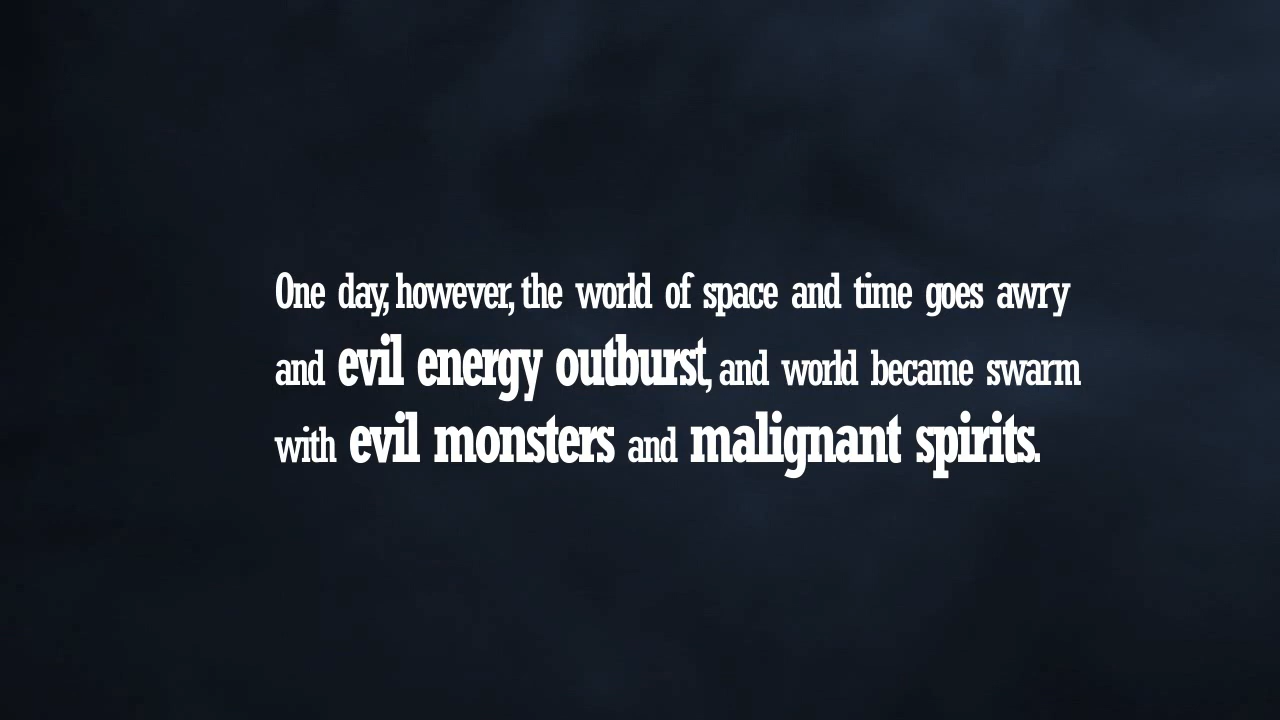 One day, however, the world of space and time goes awry
and evil energy outburst, and world became swarm
with evil monsters and malignant spirits.